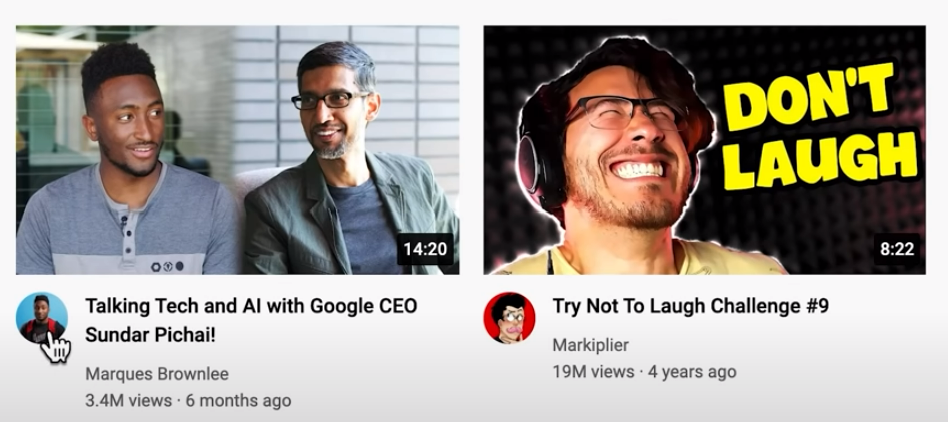 14:20
DON'T
LAUGH
8:22
Talking Tech and AI with Google CEO
Sundar Pichai!
Marques Brownlee
3.4M views · 6 months ago
Try Not To Laugh Challenge #9
Markiplier
19M views · 4 years ago